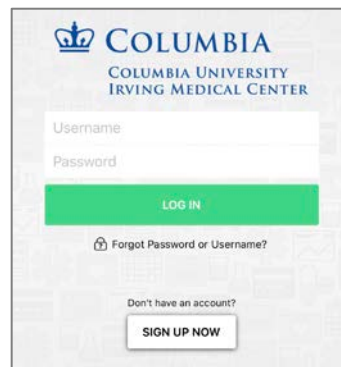 COLUMBIA
COLUMBIA UNIVERSITY
IRVING MEDICAL CENTER
Username
Password
LOG IN
Forgot Password or Username?
Don't have an account?
SIGN UP NOW